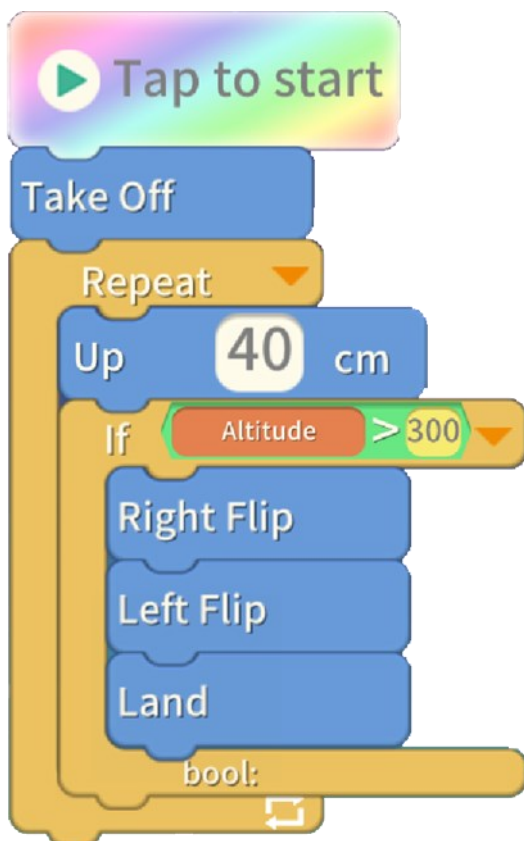 Tap to start
Take Off
Repeat
Up 40 cm
If Altitude > 300
Right Flip
Left Flip
Land
bool: